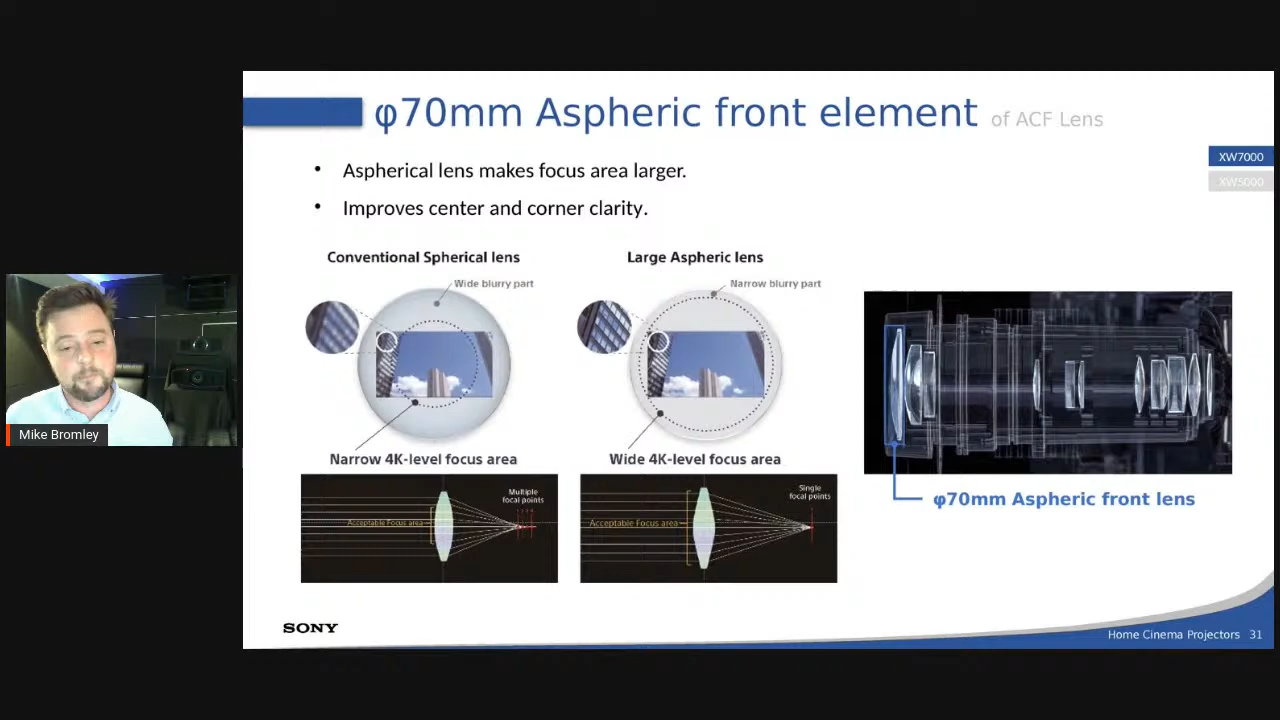 φ70mm Aspheric front element of ACF Lens
XW7000
XW5000
• Aspherical lens makes focus area larger.
• Improves center and corner clarity.
Conventional Spherical lens
Wide blurry part
Narrow 4K-level focus area
Acceptable Focus area
Multiple
focal points
Large Aspheric lens
Narrow blurry part
Wide 4K-level focus area
Acceptable Focus area
Single
focal points
φ70mm Aspheric front lens
Mike Bromley
SONY
Home Cinema Projectors 31